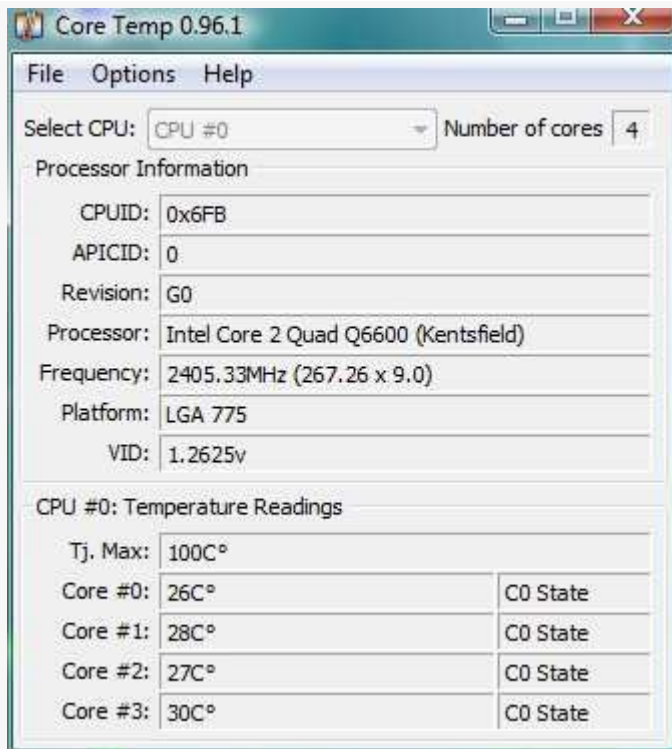 Core Temp 0.96.1
File Options Help
Select CPU: CPU #0 Number of cores 4
Processor Information
CPUID: 0x6FB
APICID: 0
Revision: G0
Processor: Intel Core 2 Quad Q6600 (Kentsfield)
Frequency: 2405.33MHz (267.26 x 9.0)
Platform: LGA 775
VID: 1.2625v
CPU #0: Temperature Readings
Tj. Max: 100C°
Core #0: 26C° C0 State
Core #1: 28C° C0 State
Core #2: 27C° C0 State
Core #3: 30C° C0 State